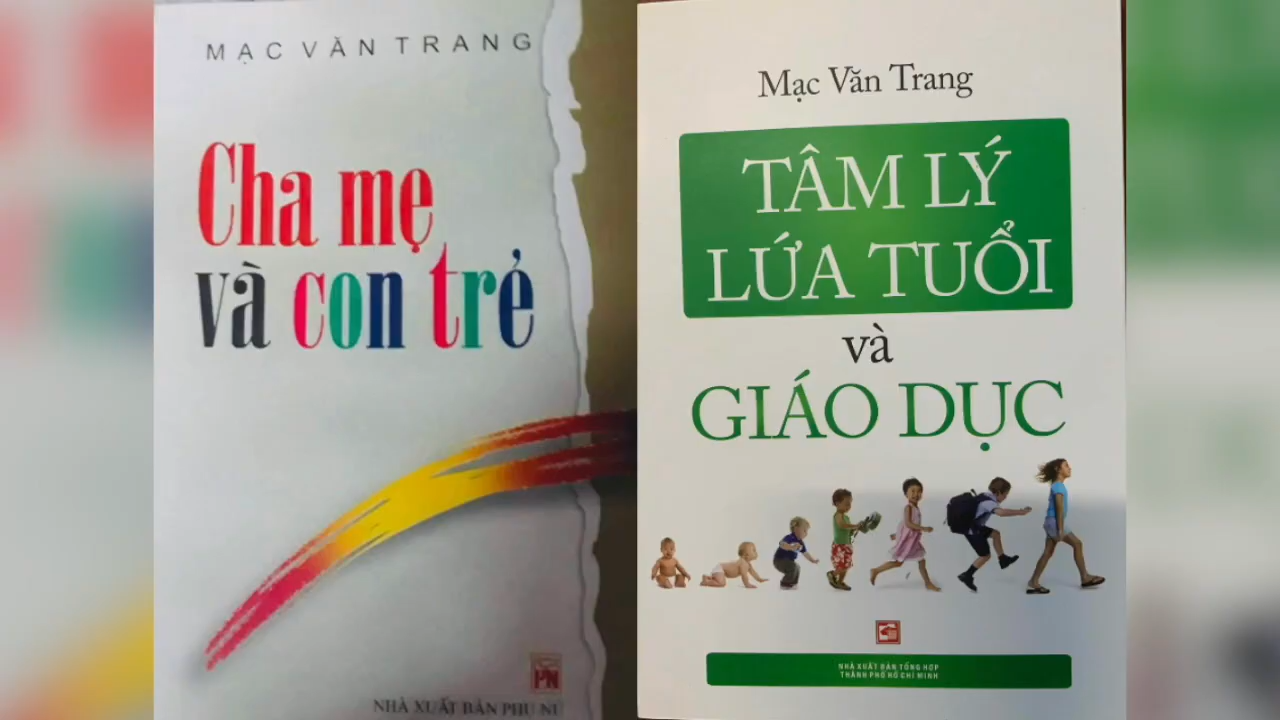 MẠC VĂN TRANG
Cha mẹ
và con trẻ
PN
NHÀ XUẤT BẢN PHỤ NỮ
Mạc Văn Trang
TÂM LÝ
LỨA TUỔI
và
GIÁO DỤC
NHÀ XUẤT BẢN TỔNG HỢP
THÀNH PHỐ HỒ CHÍ MINH